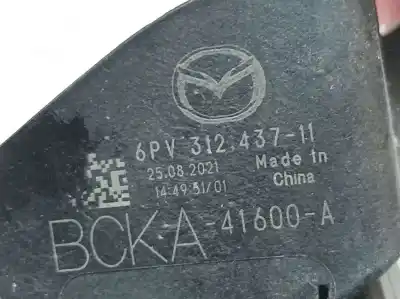 6PV 312.437-11
25.08.2021 Made in
14:49:51/01 China
BCKA-41600-A